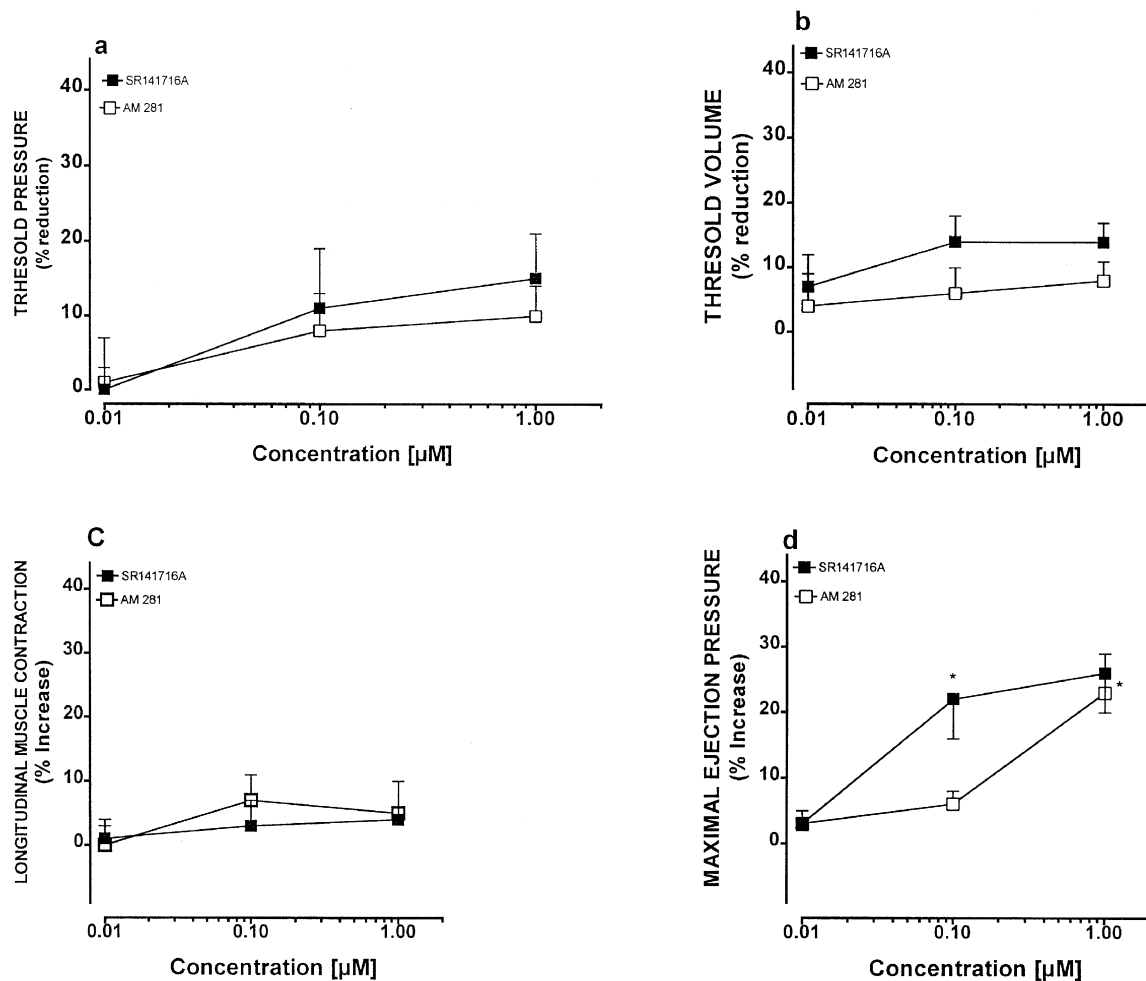 a
SR141716A
AM 281
TRHESOLD PRESSURE
(% reduction)
40
30
20
10
0
0.01
0.10
1.00
Concentration [µM]
b
SR141716A
AM 281
THRESOLD VOLUME
(% reduction)
40
30
20
10
0
0.01
0.10
1.00
Concentration [µM]
C
SR141716A
AM 281
LONGITUDINAL MUSCLE CONTRACTION
(% Increase)
40
30
20
10
0
0.01
0.10
1.00
Concentration [µM]
d
SR141716A
AM 281
MAXIMAL EJECTION PRESSURE
(% Increase)
40
30
20
10
0
*
*
0.01
0.10
1.00
Concentration [µM]